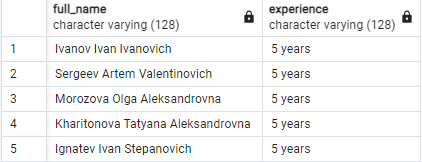 full_name experience
character varying (128) character varying (128)
1 Ivanov Ivan Ivanovich 5 years
2 Sergeev Artem Valentinovich 5 years
3 Morozova Olga Aleksandrovna 5 years
4 Kharitonova Tatyana Aleksandrovna 5 years
5 Ignatev Ivan Stepanovich 5 years